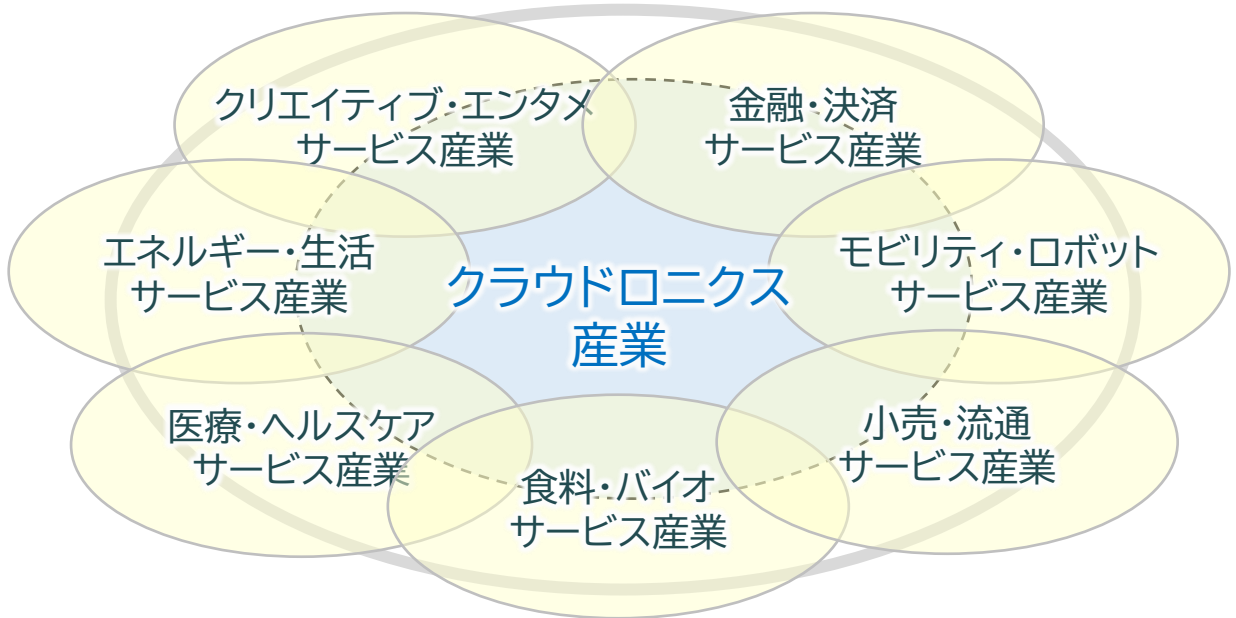 クリエイティブ・エンタメ
サービス産業
金融・決済
サービス産業
エネルギー・生活
サービス産業
モビリティ・ロボット
サービス産業
クラウドロニクス
産業
医療・ヘルスケア
サービス産業
小売・流通
サービス産業
食料・バイオ
サービス産業